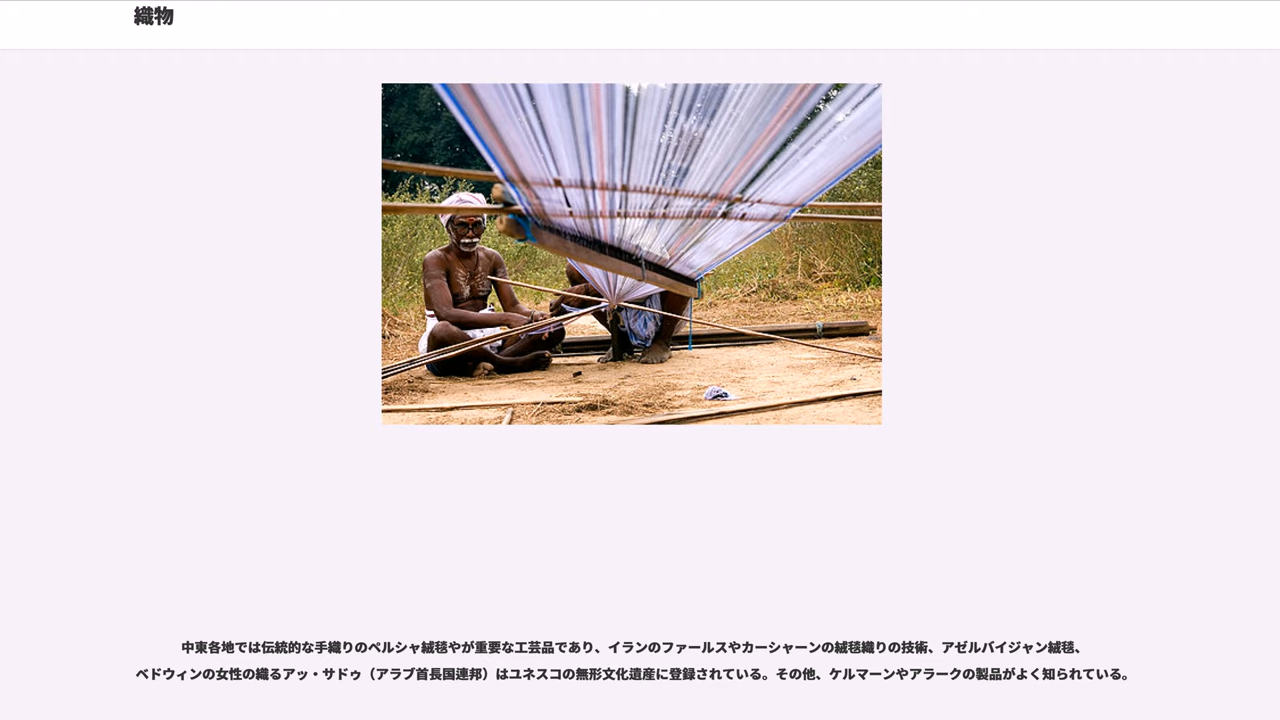 織物
中東各地では伝統的な手織りのペルシャ絨毯やが重要な工芸品であり、イランのファールスやカーシャーンの絨毯織りの技術、アゼルバイジャン絨毯、
ベドウィンの女性の織るアッ・サドゥ（アラブ首長国連邦）はユネスコの無形文化遺産に登録されている。その他、ケルマーンやアラークの製品がよく知られている。